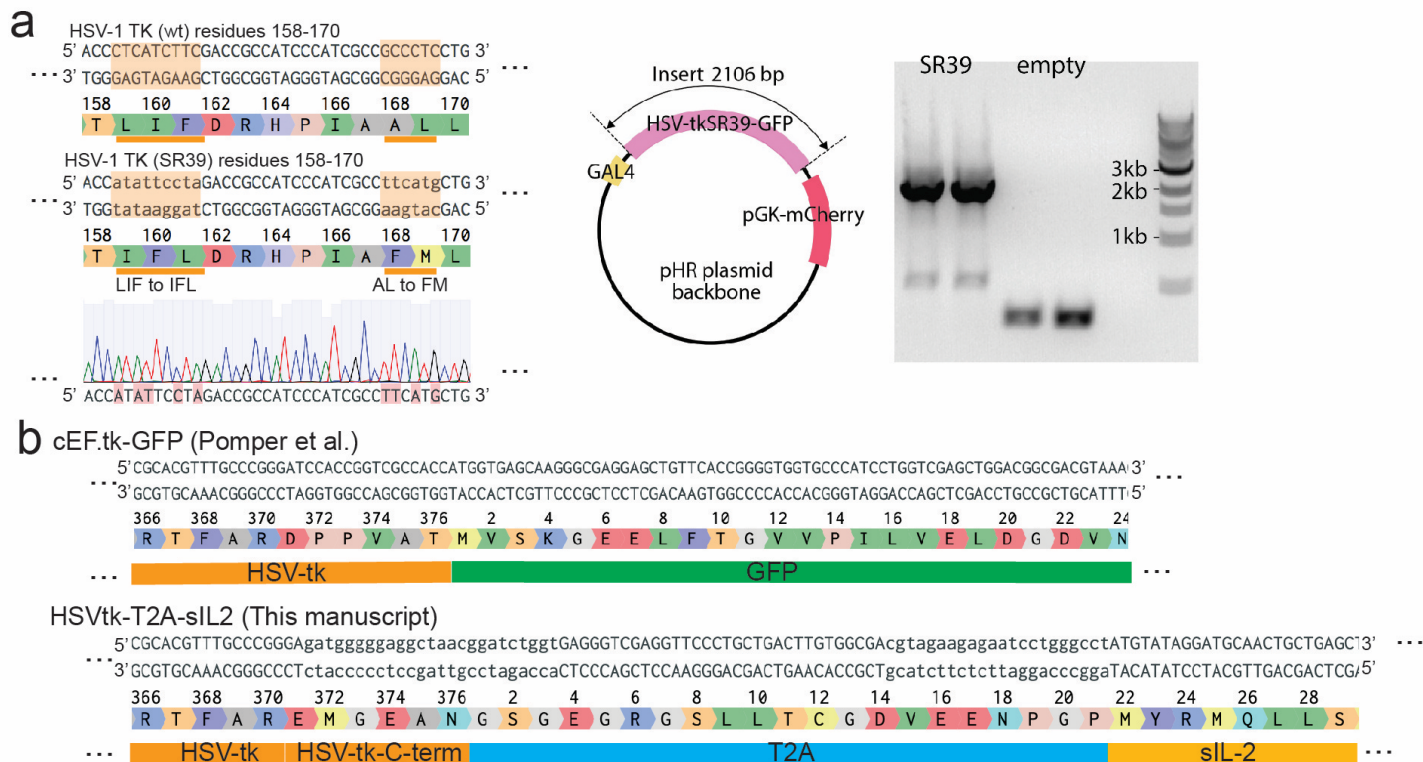 a
HSV-1 TK (wt) residues 158-170
5' ACCCTCATCTTCGACCGCCATCCCATCGCCGCCCTCCTG 3'
... 3' TGGGAGTAGAAGCTGGCGGTAGGGTAGCGGCGGGAGGAC 5' ...
158 160 162 164 166 168 170
T L I F D R H P I A A L L
HSV-1 TK (SR39) residues 158-170
5' ACCatattcctaGACCGCCATCCCATCGCCttcatgCTG 3'
... 3' TGGtataaggatCTGGCGGTAGGGTAGCGGaagtacGAC 5' ...
158 160 162 164 166 168 170
T I F L D R H P I A F M L
LIF to IFL AL to FM
... ...
5' ACCATATTCCTAGACCGCCATCCCATCGCCTTCATGCTG 3'
Insert 2106 bp
HSV-tkSR39-GFP
GAL4
pGK-mCherry
pHR plasmid
backbone
SR39 empty
3kb
2kb
1kb
b
cEF.tk-GFP (Pomper et al.)
5' CGCACGTTTGCCCGGGATCCACCGGTCGCCACCATGGTGAGCAAGGGCGAGGAGCTGTTCACCGGGGTGGTGCCCATCCTGGTCGAGCTGGACGGCGACGTAAA 3' ...
... 3' GCGTGCAAACGGGCCCTAGGTGGCCAGCGGTGGTACCACTCGTTCCCGCTCCTCGACAAGTGGCCCCACCACGGGTAGGACCAGCTCGACCTGCCGCTGCATTT 5'
366 368 370 372 374 376 2 4 6 8 10 12 14 16 18 20 22 24
R T F A R D P P V A T M V S K G E E L F T G V V P I L V E L D G D V N
... HSV-tk GFP ...
HSVtk-T2A-sIL2 (This manuscript)
5' CGCACGTTTGCCCGGGAgatgggggaggctaacggatctggtGAGGGTCGAGGTTCCCTGCTGACTTGTGGCGAcgtagaagagaatcctgggcctATGTATAGGATGCAACTGCTGAGCT 3' ...
... 3' GCGTGCAAACGGGCCCTctaccccctccgattgcctagaccaCTCCCAGCTCCAAGGGACGACTGAACACCGCTgcatcttctcttaggacccggaTACATATCCTACGTTGACGACTCGA 5'
366 368 370 372 374 376 2 4 6 8 10 12 14 16 18 20 22 24 26 28
R T F A R E M G E A N G S G E G R G S L L T C G D V E E N P G P M Y R M Q L L S
... HSV-tk HSV-tk-C-term T2A sIL-2 ...